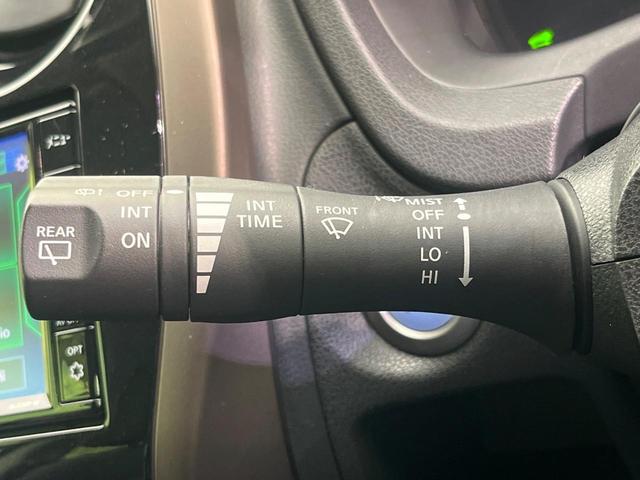 REAR
OFF
INT
ON
INT
TIME
FRONT
MIST
OFF
INT
LO
HI
OPT